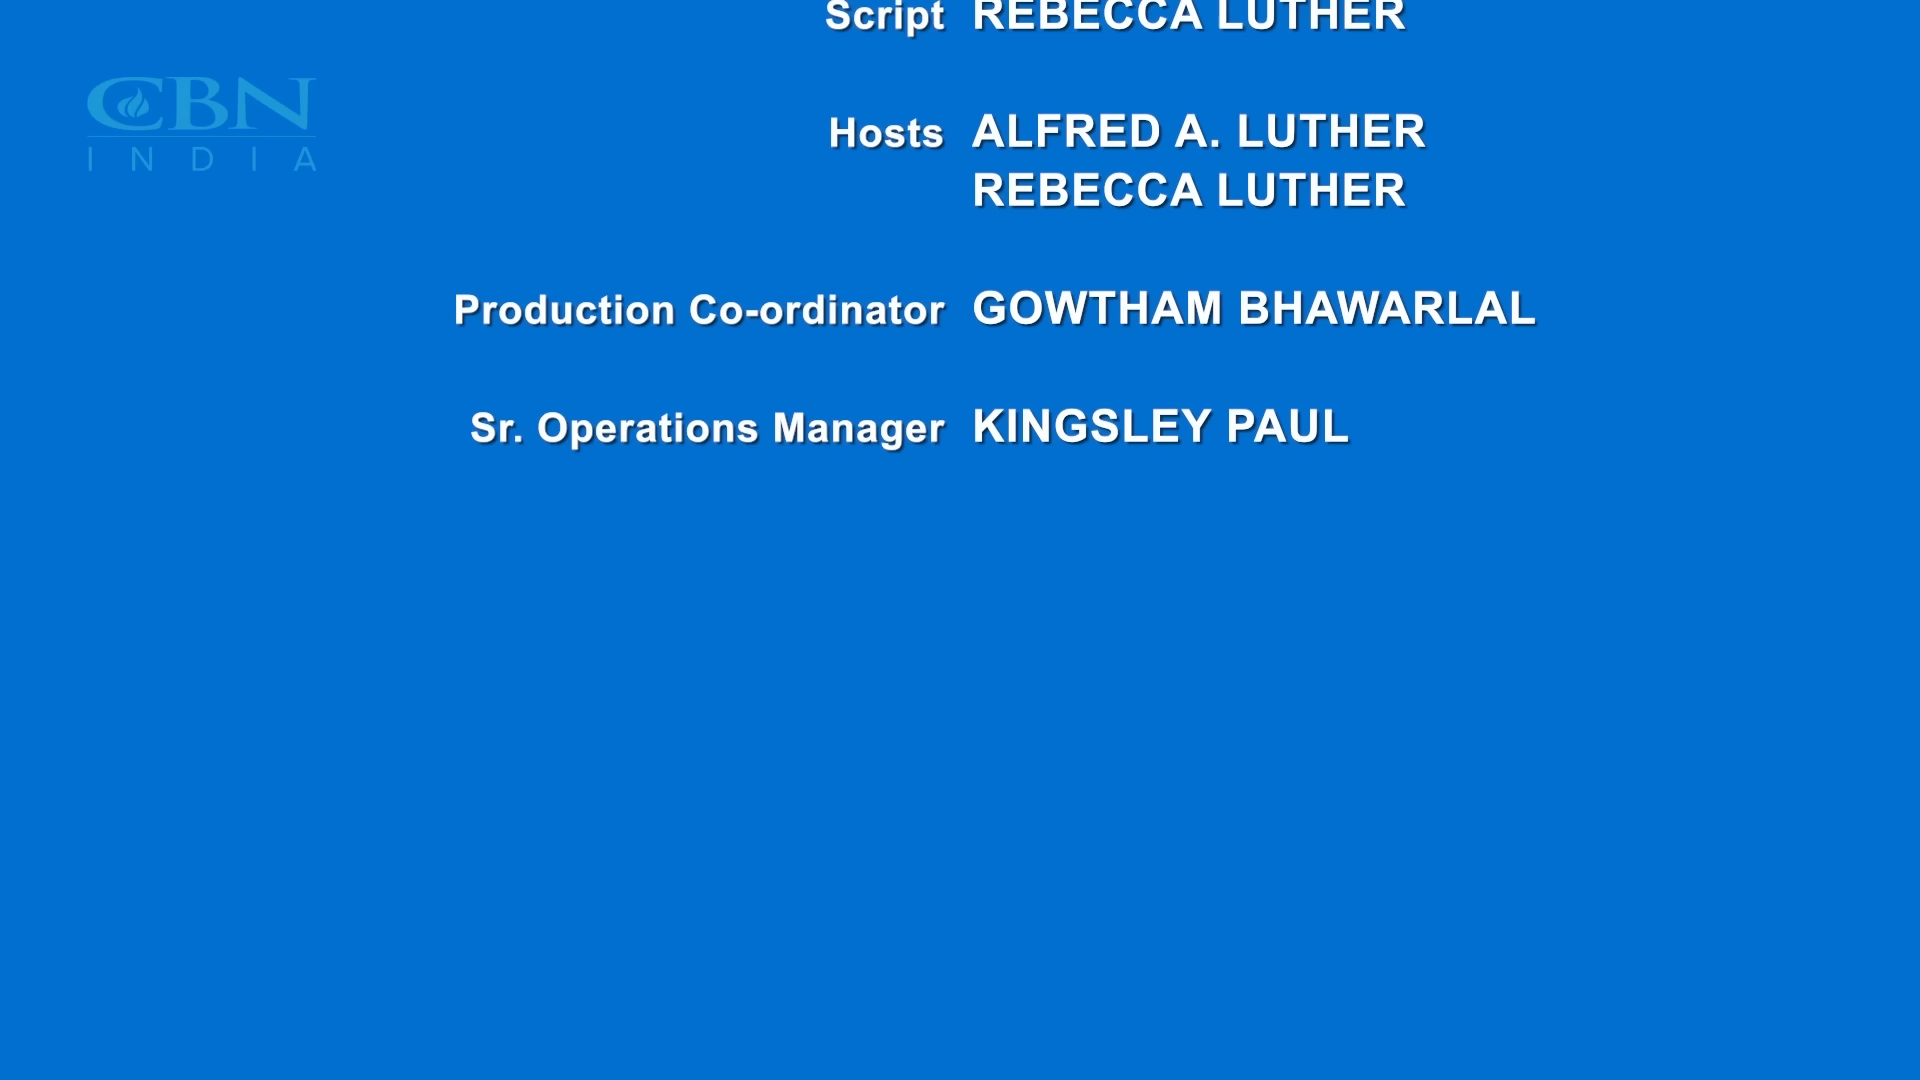 Script REBECCA LUTHER
CBN
INDIA
Hosts ALFRED A. LUTHER
REBECCA LUTHER
Production Co-ordinator GOWTHAM BHAWARLAL
Sr. Operations Manager KINGSLEY PAUL